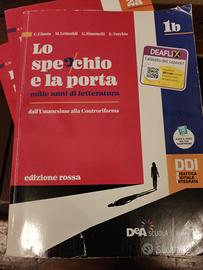 C. Giunta M. Grimaldi G. Simonetti E. Torchio
1b
Lo
specchio
e la porta
mille anni di letteratura
dall'Umanesimo alla Controriforma
DEAFLIX
edizione rossa
DDI
DIDATTICA
DIGITALE
INTEGRATA
DeA SCUOLA